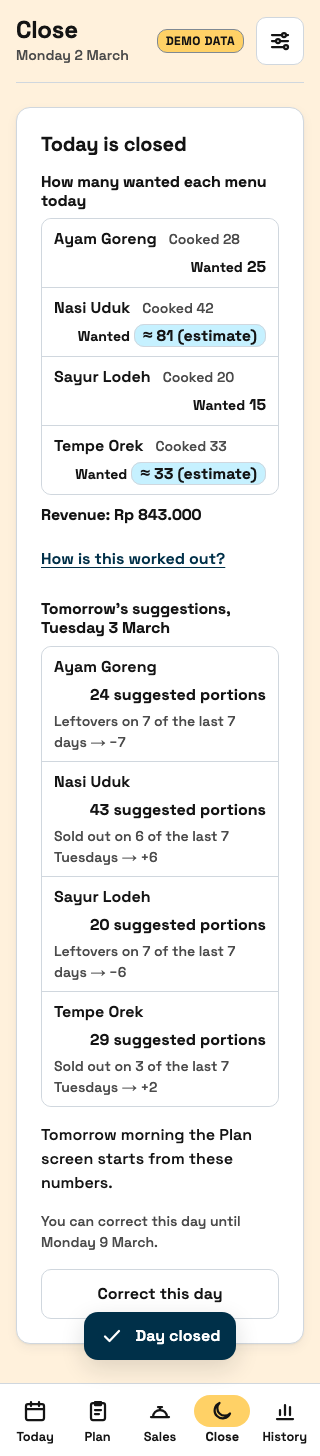 Close
Monday 2 March
DEMO DATA
Today is closed
How many wanted each menu
today
Ayam Goreng Cooked 28
Wanted 25
Nasi Uduk Cooked 42
Wanted ≈ 81 (estimate)
Sayur Lodeh Cooked 20
Wanted 15
Tempe Orek Cooked 33
Wanted ≈ 33 (estimate)
Revenue: Rp 843.000
How is this worked out?
Tomorrow's suggestions,
Tuesday 3 March
Ayam Goreng
24 suggested portions
Leftovers on 7 of the last 7
days → −7
Nasi Uduk
43 suggested portions
Sold out on 6 of the last 7
Tuesdays → +6
Sayur Lodeh
20 suggested portions
Leftovers on 7 of the last 7
days → −6
Tempe Orek
29 suggested portions
Sold out on 3 of the last 7
Tuesdays → +2
Tomorrow morning the Plan
screen starts from these
numbers.
You can correct this day until
Monday 9 March.
Correct this day
Day closed
Today Plan Sales Close History